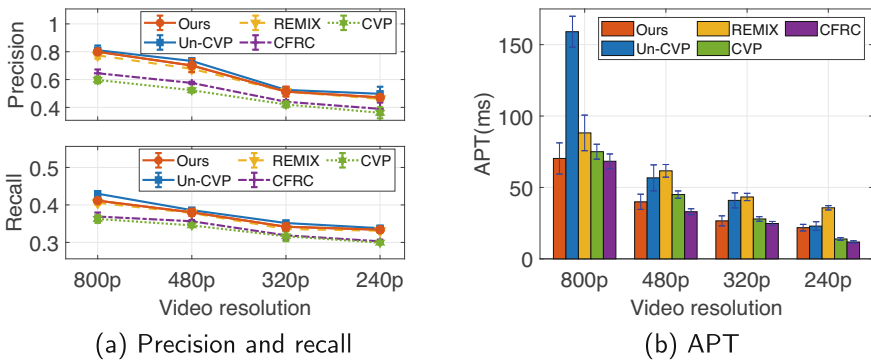 1
0.8
0.6
0.4
Precision
Ours REMIX CVP
Un-CVP CFRC
0.5
0.4
0.3
Recall
Ours REMIX CVP
Un-CVP CFRC
800p 480p 320p 240p
Video resolution
(a) Precision and recall
150
100
50
0
APT(ms)
Ours REMIX CFRC
Un-CVP CVP
800p 480p 320p 240p
Video resolution
(b) APT